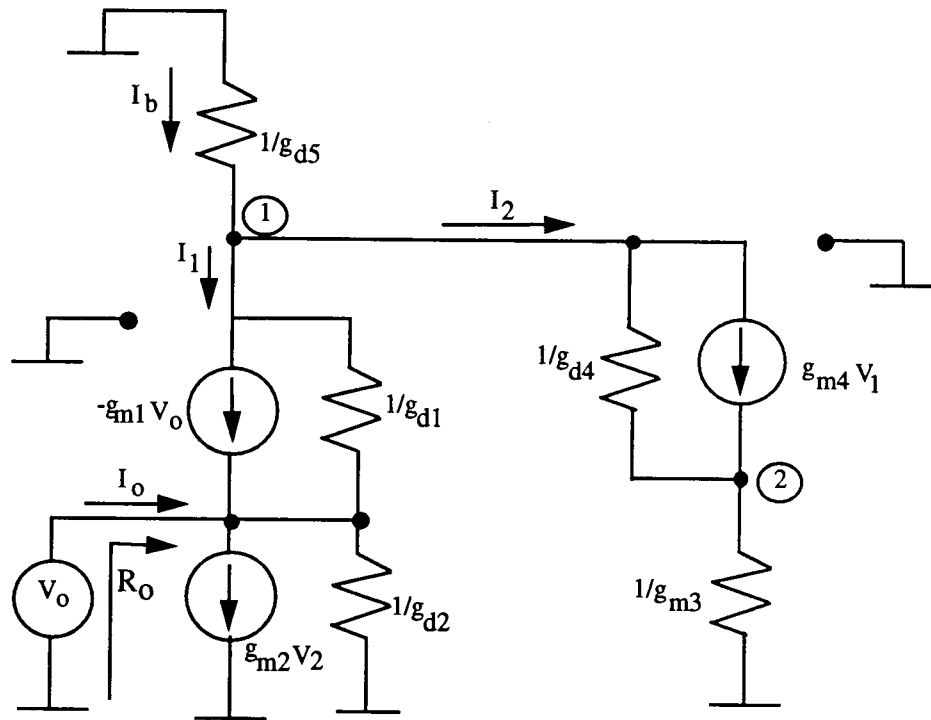 I_b
1/g_d5
1
I_2
I_1
1/g_d4
g_m4 V_1
-g_m1 V_o
1/g_d1
I_o
2
V_o
R_o
g_m2 V_2
1/g_d2
1/g_m3